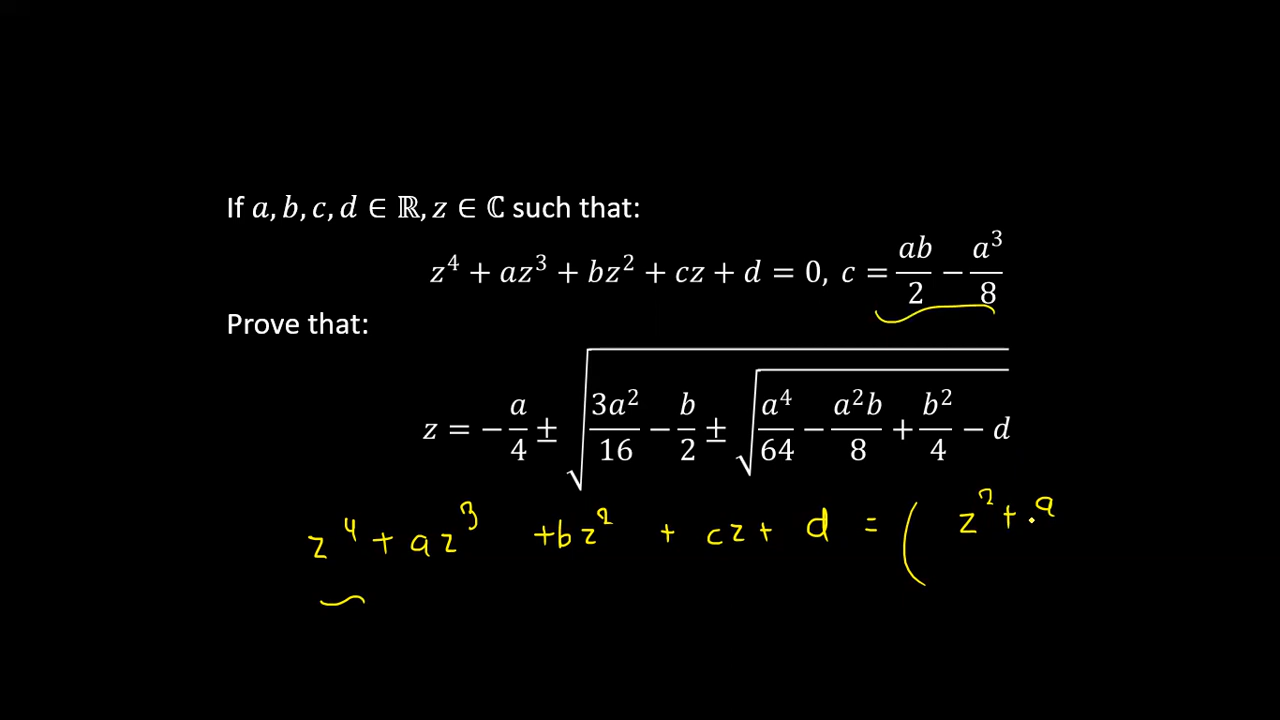 If a, b, c, d ∈ ℝ, z ∈ ℂ such that:
z⁴ + az³ + bz² + cz + d = 0, c = ab/2 − a³/8
Prove that:
z = −a/4 ± √(3a²/16 − b/2 ± √(a⁴/64 − a²b/8 + b²/4 − d))
z⁴ + az³ + bz² + cz + d = ( z² + . a